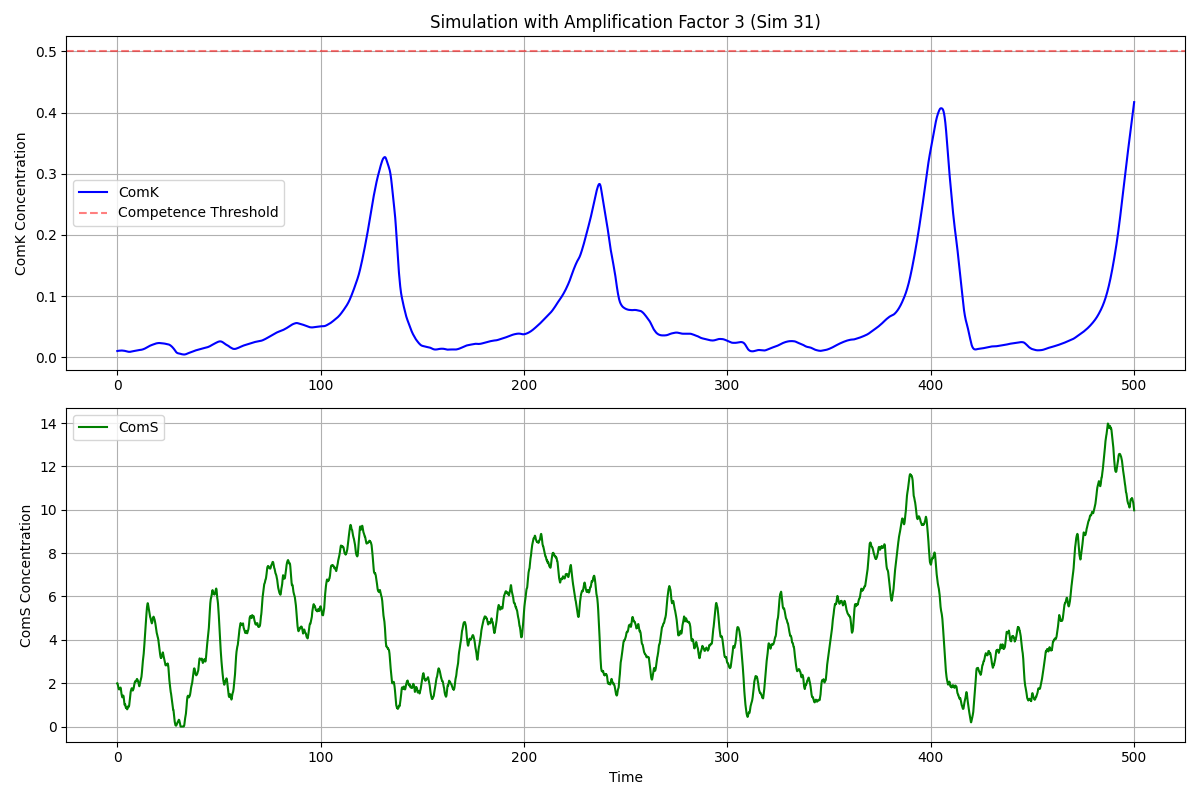 Simulation with Amplification Factor 3 (Sim 31)
ComK Concentration
0.5
0.4
0.3
0.2
0.1
0.0
ComK
Competence Threshold
0 100 200 300 400 500
ComS Concentration
14
12
10
8
6
4
2
0
ComS
0 100 200 300 400 500
Time